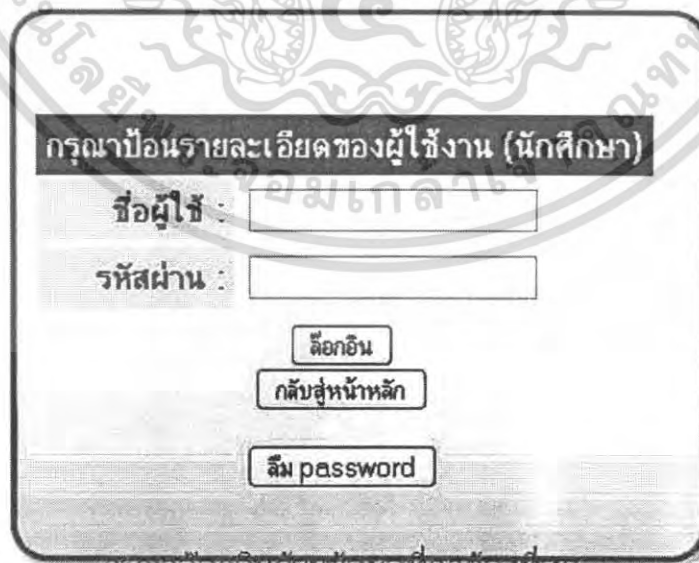 กรุณาป้อนรายละเอียดของผู้ใช้งาน (นักศึกษา)
ชื่อผู้ใช้ :
รหัสผ่าน :
ล๊อกอิน
กลับสู่หน้าหลัก
ลืม password